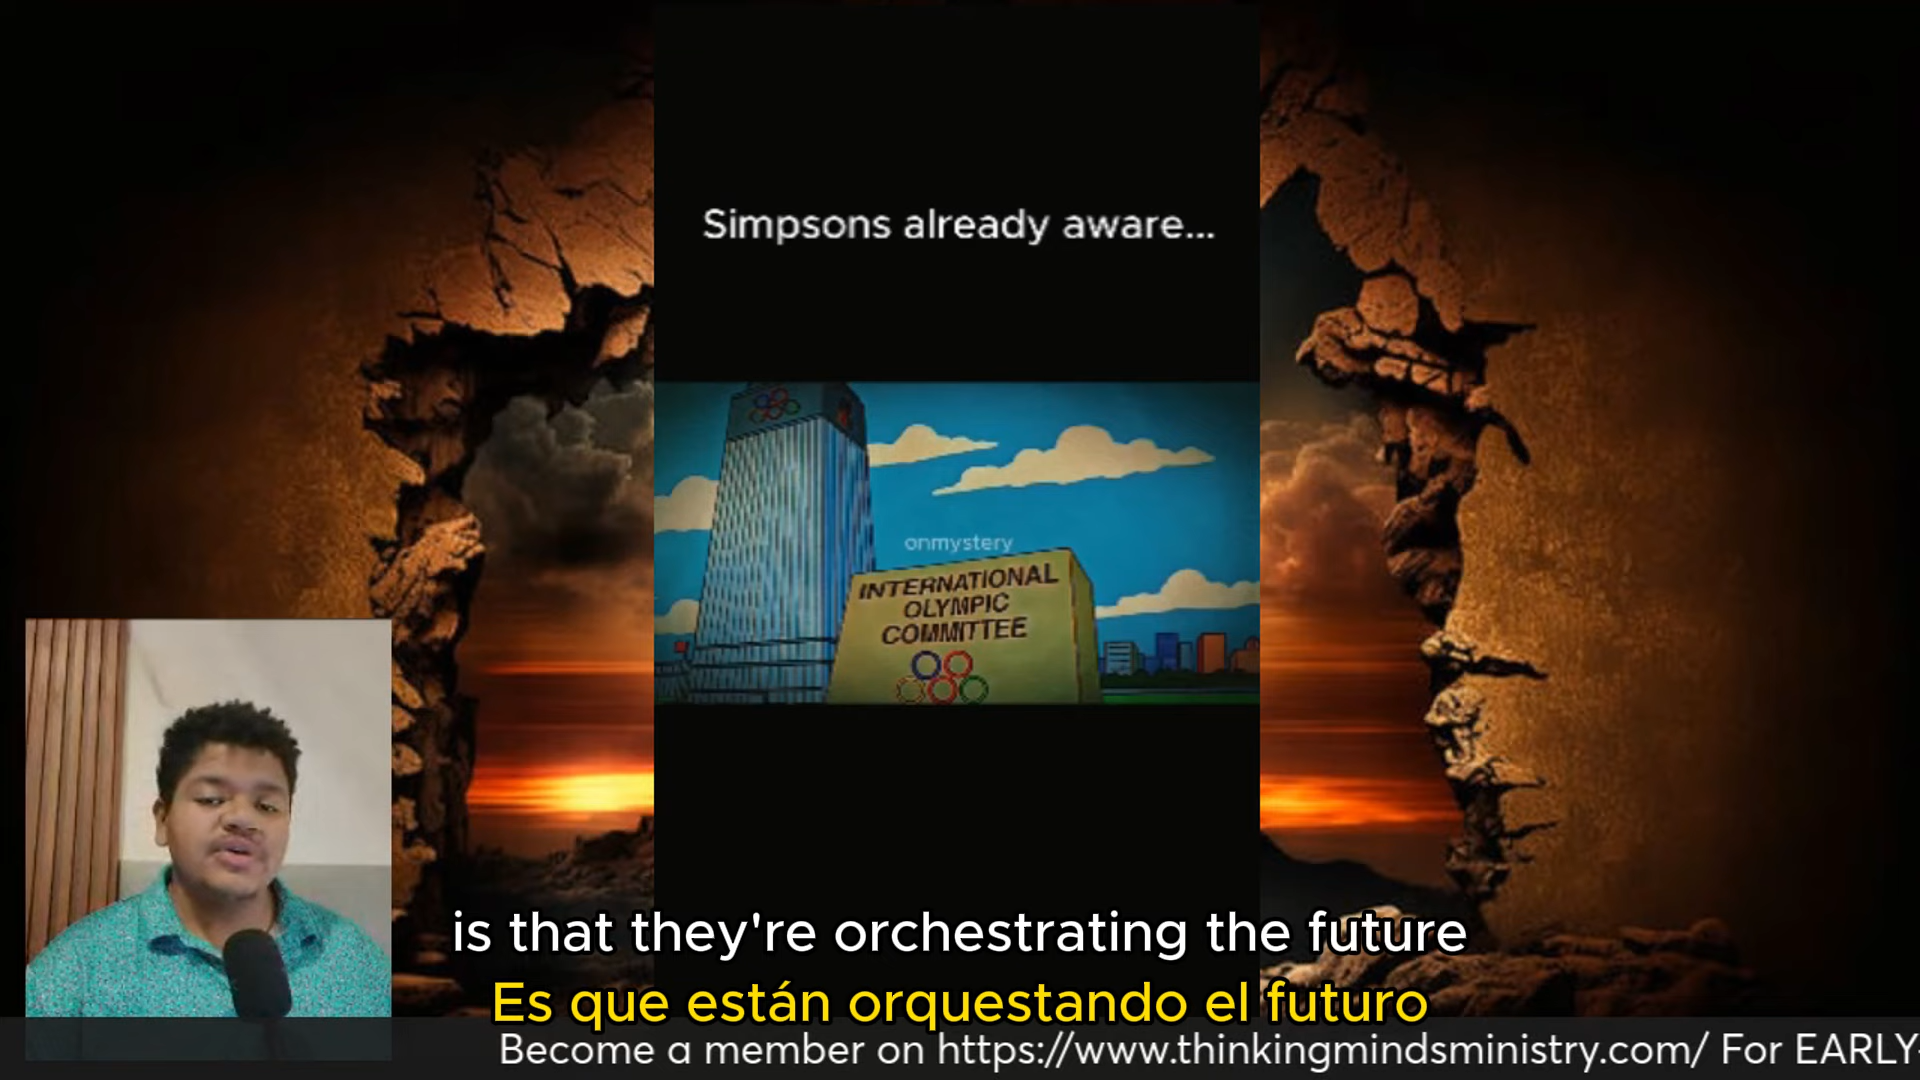 Simpsons already aware...
onmystery
INTERNATIONAL
OLYMPIC
COMMITTEE
is that they're orchestrating the future
Es que están orquestando el futuro
Become a member on https://www.thinkingmindsministry.com/ For EARLY